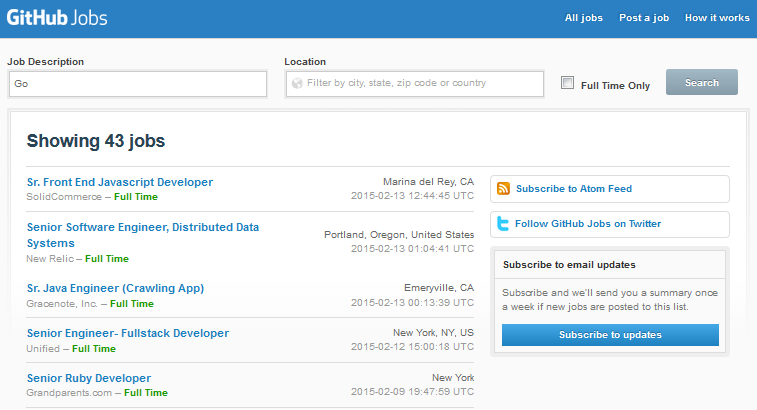 GitHub Jobs
All jobs Post a job How it works
Job Description
Go
Location
Filter by city, state, zip code or country
Full Time Only
Search
Showing 43 jobs
Sr. Front End Javascript Developer
SolidCommerce – Full Time
Marina del Rey, CA
2015-02-13 12:44:45 UTC
Senior Software Engineer, Distributed Data
Systems
New Relic – Full Time
Portland, Oregon, United States
2015-02-13 01:04:41 UTC
Sr. Java Engineer (Crawling App)
Gracenote, Inc. – Full Time
Emeryville, CA
2015-02-13 00:13:39 UTC
Senior Engineer- Fullstack Developer
Unified – Full Time
New York, NY, US
2015-02-12 15:00:18 UTC
Senior Ruby Developer
Grandparents.com – Full Time
New York
2015-02-09 19:47:59 UTC
Subscribe to Atom Feed
Follow GitHub Jobs on Twitter
Subscribe to email updates
Subscribe and we'll send you a summary once
a week if new jobs are posted to this list.
Subscribe to updates